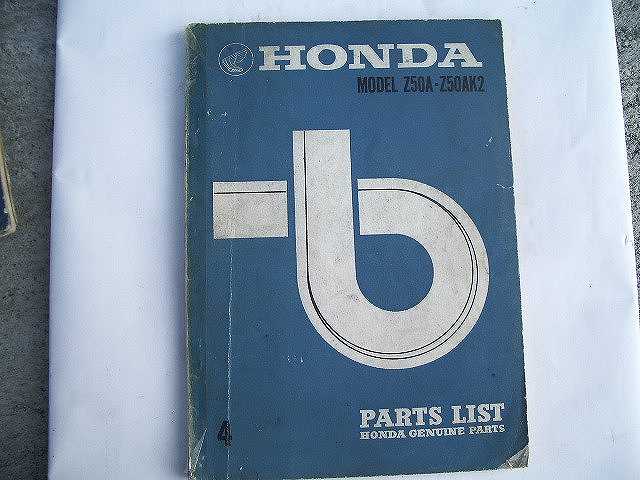 HONDA
MODEL Z50A-Z50AK2
PARTS LIST
HONDA GENUINE PARTS
4